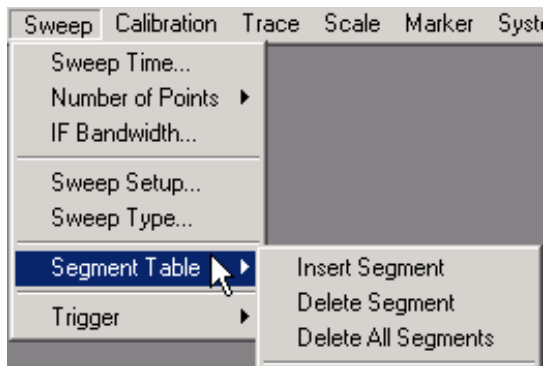 Sweep Calibration Trace Scale Marker Syst
Sweep Time...
Number of Points
IF Bandwidth...
Sweep Setup...
Sweep Type...
Segment Table
Insert Segment
Delete Segment
Trigger
Delete All Segments